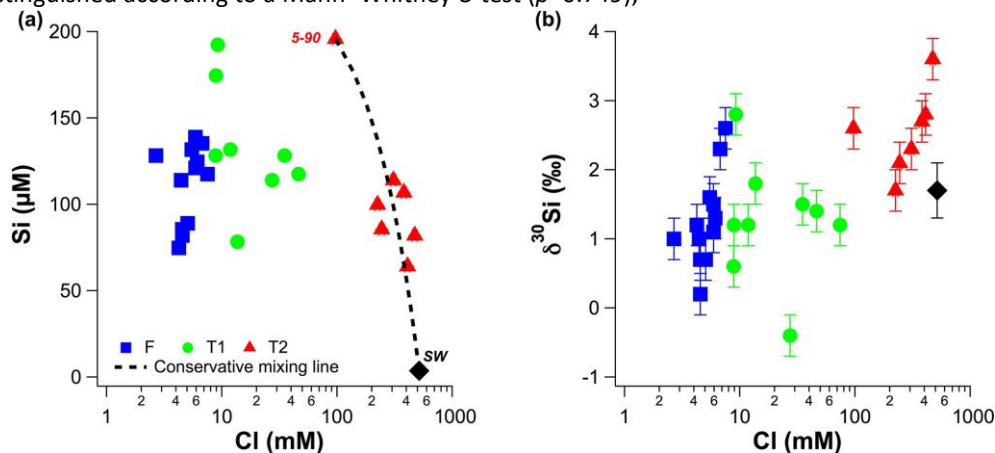 stinguished according to a Mann-Whitney U test (p=0.749),
(a)
200
150
100
50
0
Si (µM)
5-90
SW
F T1 T2
Conservative mixing line
2 4 6 2 4 6 2 4 6
1 10 100 1000
Cl (mM)
(b)
4
3
2
1
0
-1
δ30Si (‰)
2 4 6 2 4 6 2 4 6
1 10 100 1000
Cl (mM)